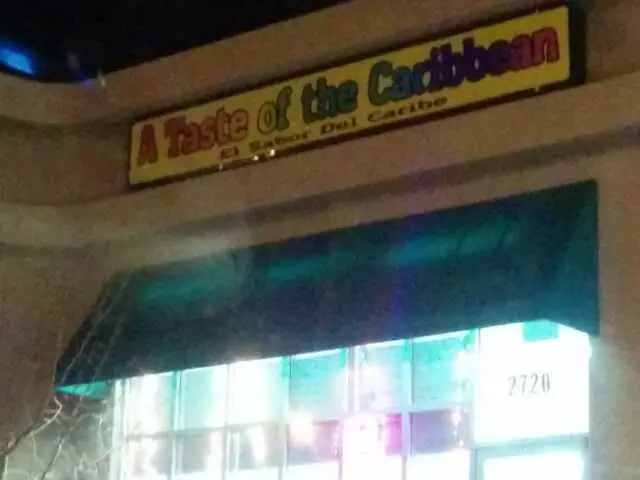 A Taste of the Caribbean
El Sabor Del Caribe
2720